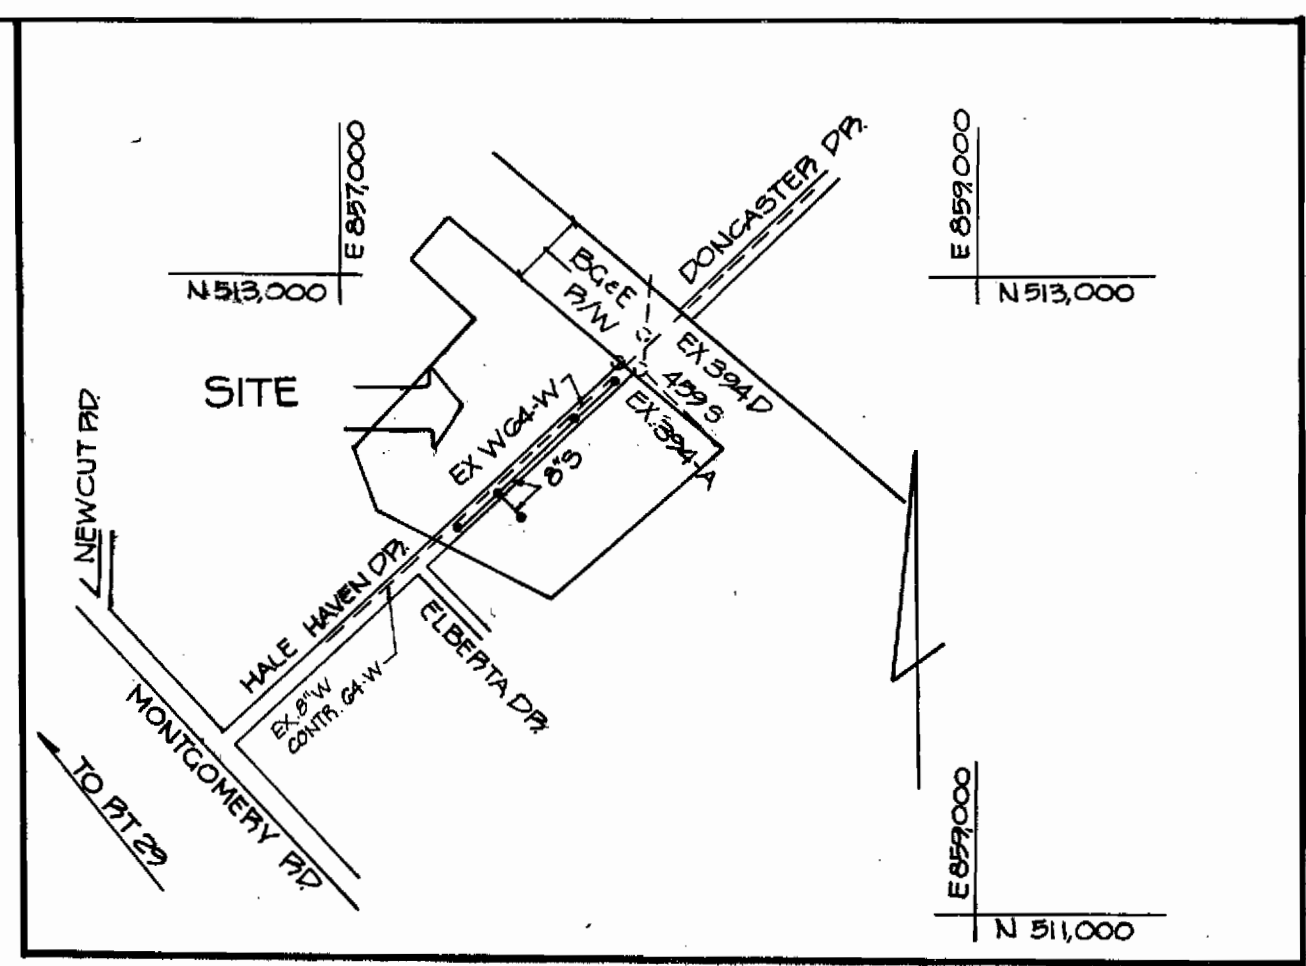 E 857,000
N 513,000
DONCASTER DR.
E 859,000
N 513,000
BG&E
R/W
EX 394 D
459 S
EX. 394-A
SITE
EX W 64-W
8"S
NEWCUT RD.
HALE HAVEN DR.
ELBERTA DR.
EX. 8"W
CONTR. 64-W
MONTGOMERY RD.
TO RT 29
E 859,000
N 511,000